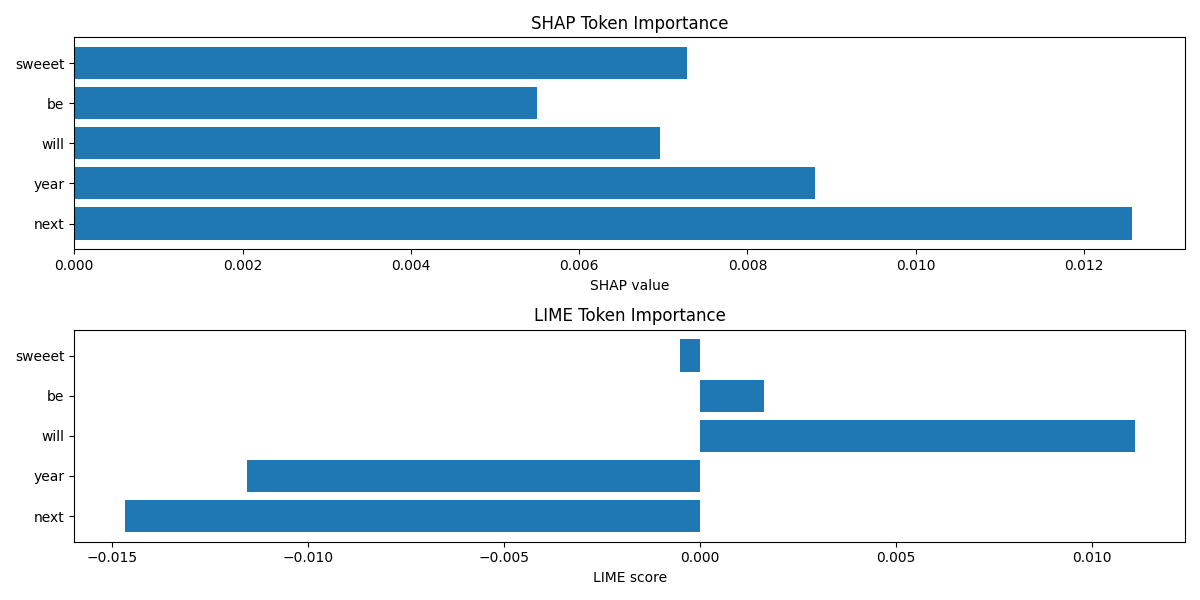 SHAP Token Importance
sweeet
be
will
year
next
0.000 0.002 0.004 0.006 0.008 0.010 0.012
SHAP value
LIME Token Importance
sweeet
be
will
year
next
−0.015 −0.010 −0.005 0.000 0.005 0.010
LIME score